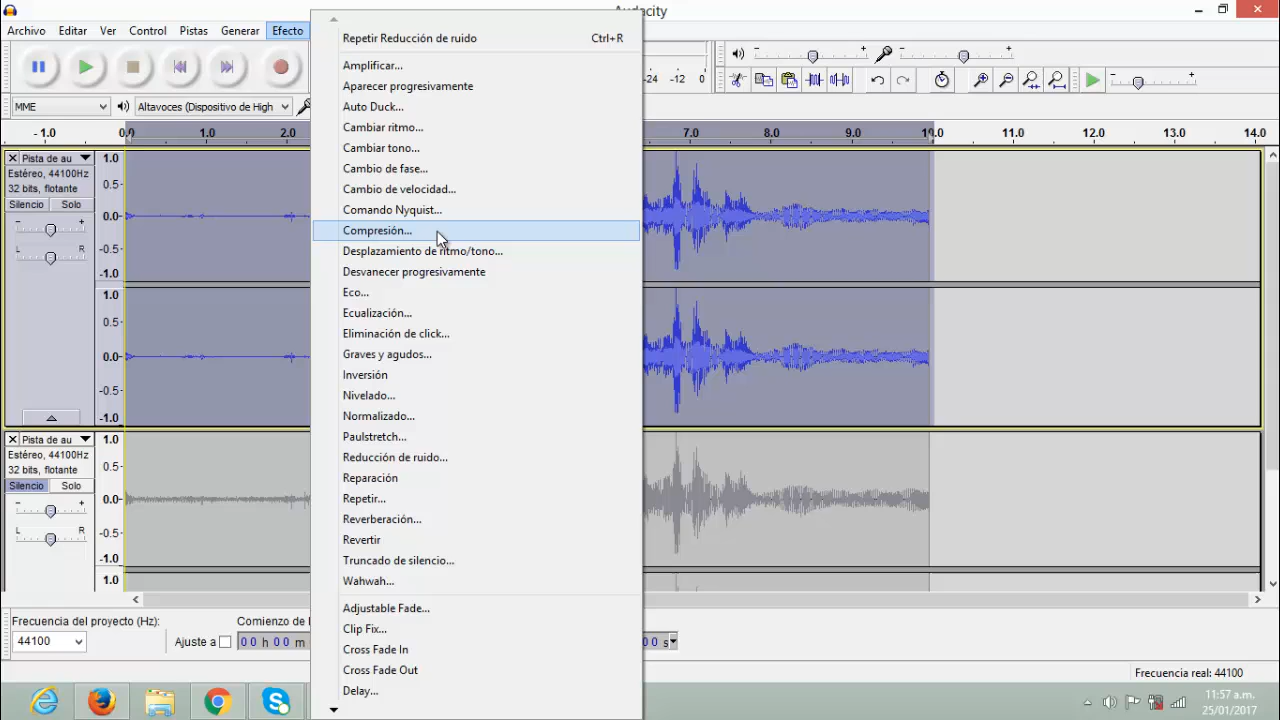 Audacity
Archivo Editar Ver Control Pistas Generar Efecto
Repetir Reducción de ruido Ctrl+R
Amplificar...
Aparecer progresivamente
Auto Duck...
Cambiar ritmo...
Cambiar tono...
Cambio de fase...
Cambio de velocidad...
Comando Nyquist...
Compresión...
Desplazamiento de ritmo/tono...
Desvanecer progresivamente
Eco...
Ecualización...
Eliminación de click...
Graves y agudos...
Inversión
Nivelado...
Normalizado...
Paulstretch...
Reducción de ruido...
Reparación
Repetir...
Reverberación...
Revertir
Truncado de silencio...
Wahwah...
Adjustable Fade...
Clip Fix...
Cross Fade In
Cross Fade Out
Delay...
-24 -12 0
MME Altavoces (Dispositivo de High
-1.0 0.0 1.0 2.0 7.0 8.0 9.0 10.0 11.0 12.0 13.0 14.0
Pista de au
Estéreo, 44100Hz
32 bits, flotante
Silencio Solo
- +
L R
1.0
0.5-
0.0-
-0.5-
-1.0
1.0
0.5-
0.0-
-0.5-
-1.0
Pista de au
Estéreo, 44100Hz
32 bits, flotante
Silencio Solo
- +
L R
1.0
0.5-
0.0-
-0.5-
-1.0
1.0
Frecuencia del proyecto (Hz):
44100
Ajuste a
Comienzo de l
00 h 00 m
00 s
Frecuencia real: 44100
11:57 a.m.
25/01/2017